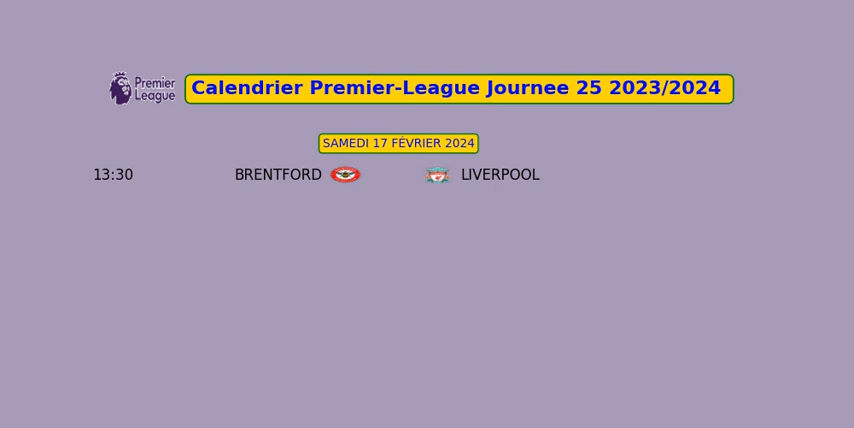 Premier
League
Calendrier Premier-League Journee 25 2023/2024
SAMEDI 17 FÉVRIER 2024
13:30 BRENTFORD LIVERPOOL